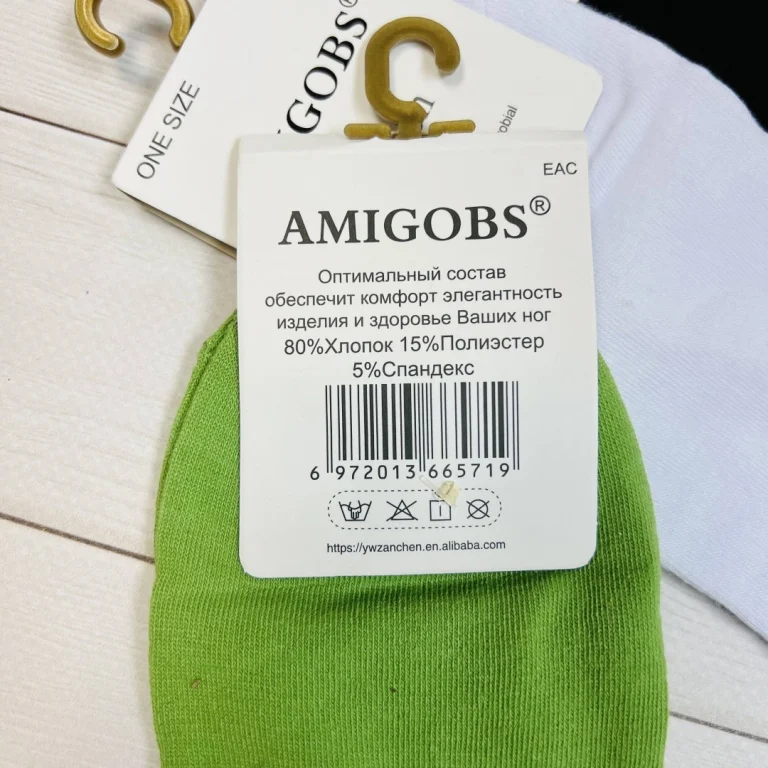 ONE SIZE
GOBS®
obial
EAC
AMIGOBS®
Оптимальный состав
обеспечит комфорт элегантность
изделия и здоровье Ваших ног
80%Хлопок 15%Полиэстер
5%Спандекс
6 972013 665719
https://ywzanchen.en.alibaba.com